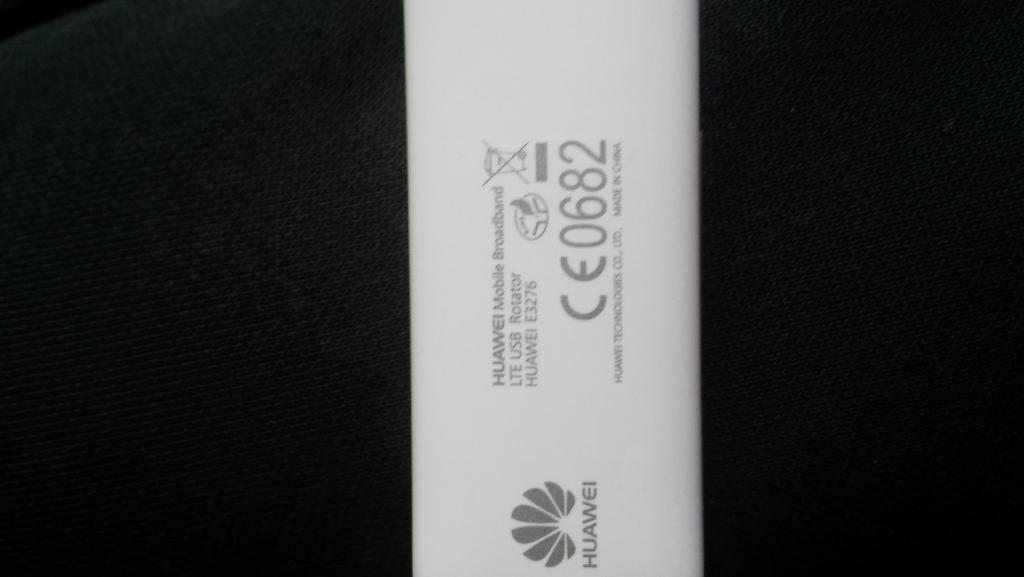 HUAWEI
HUAWEI Mobile Broadband
LTE USB Rotator
HUAWEI E3276
CE0682
HUAWEI TECHNOLOGIES CO., LTD. MADE IN CHINA